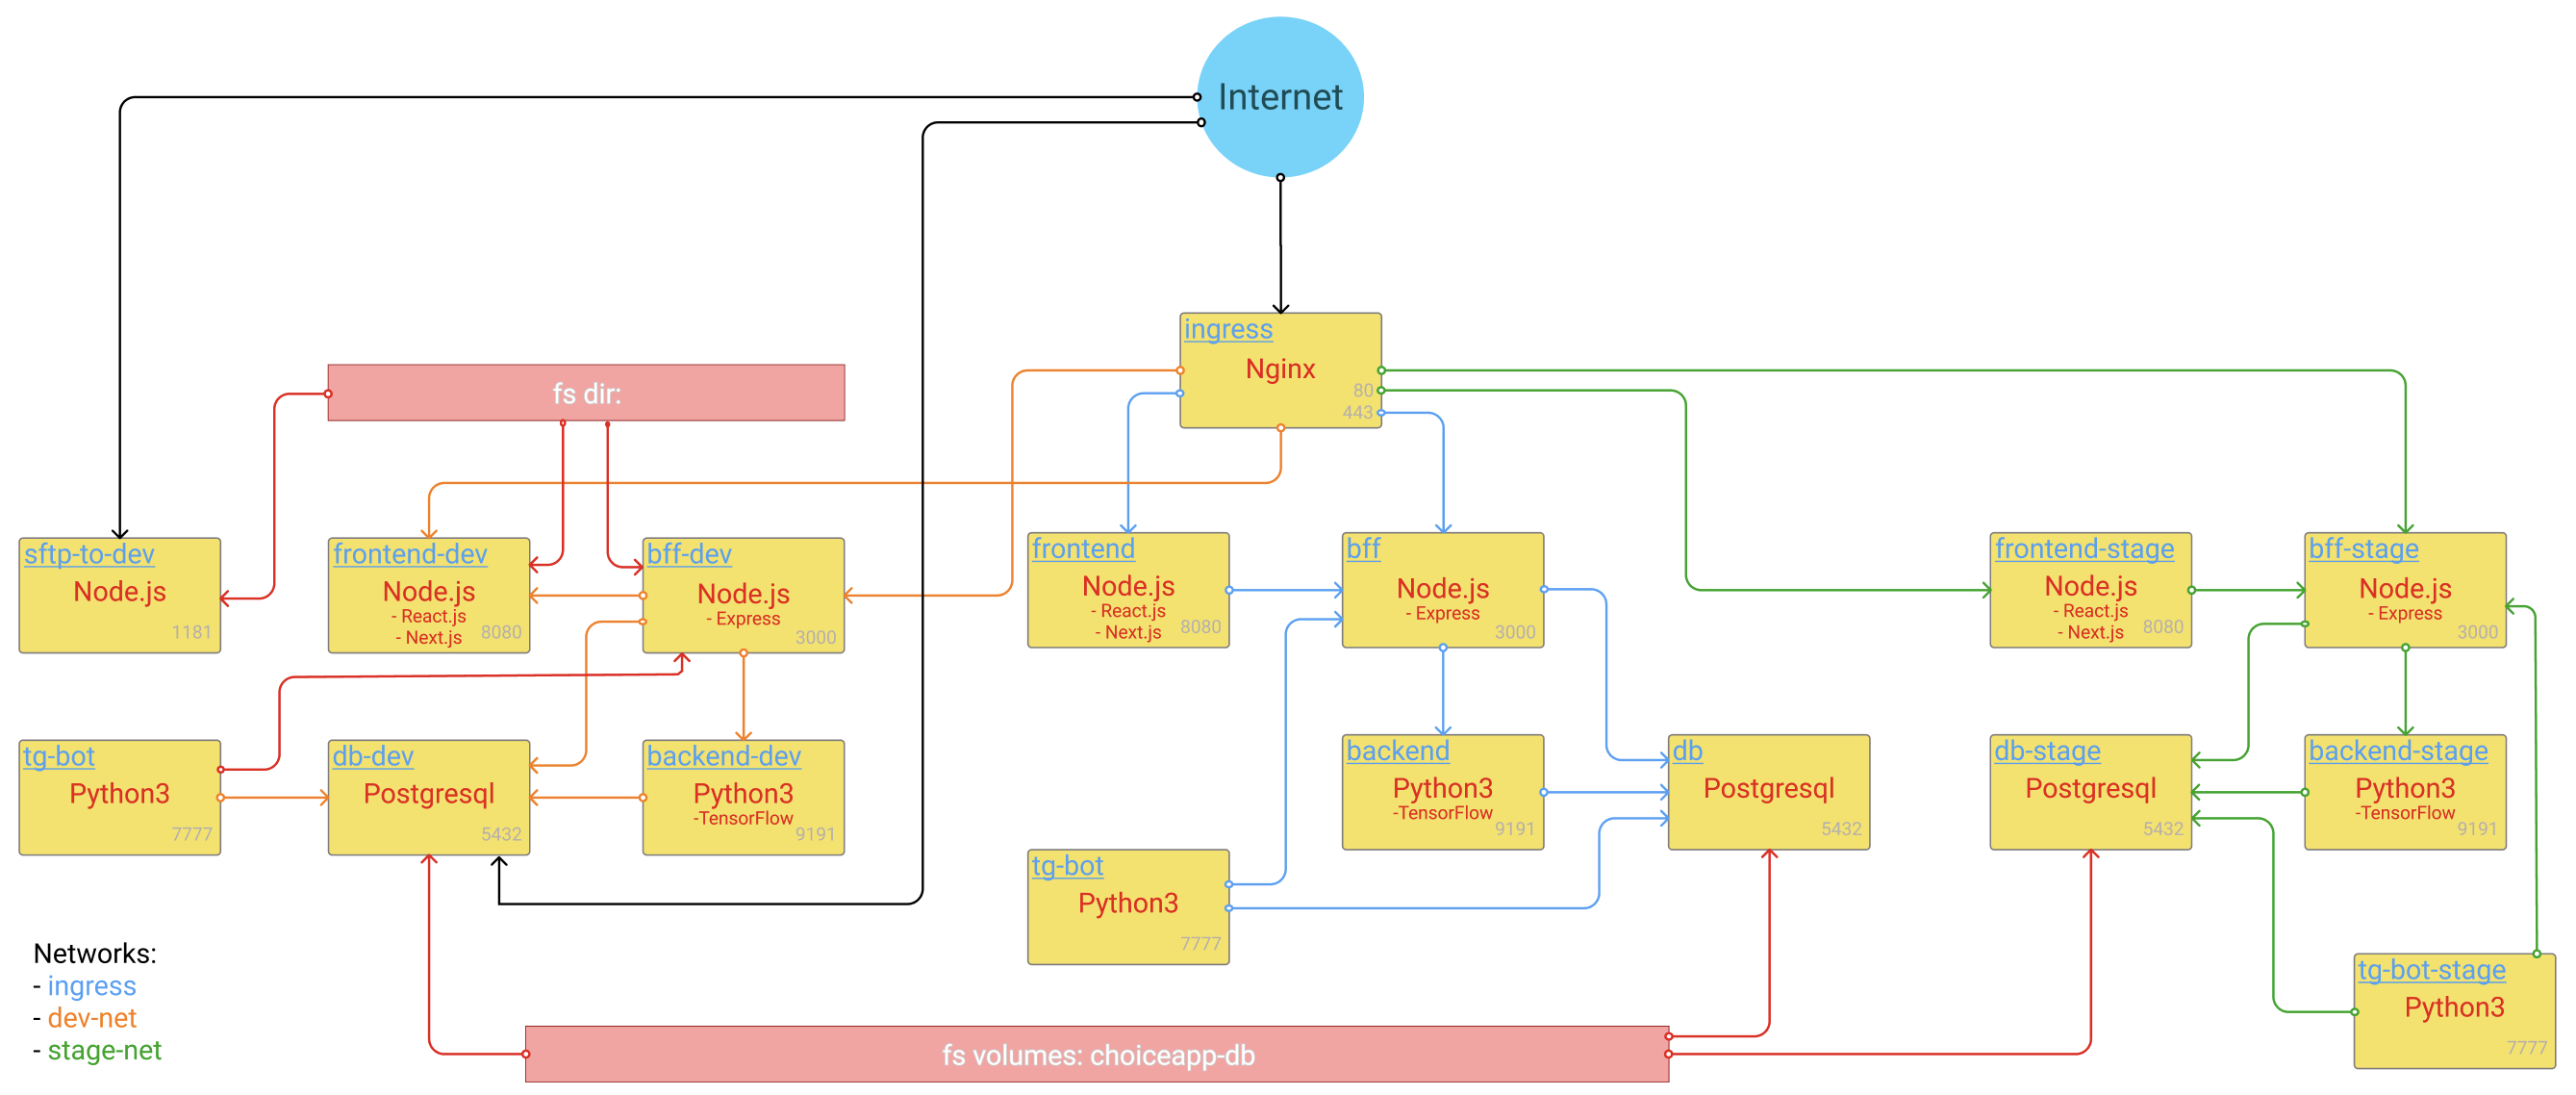 Internet
ingress
Nginx
80
443
fs dir:
sftp-to-dev
Node.js
1181
frontend-dev
Node.js
- React.js
- Next.js
8080
bff-dev
Node.js
- Express
3000
frontend
Node.js
- React.js
- Next.js
8080
bff
Node.js
- Express
3000
frontend-stage
Node.js
- React.js
- Next.js
8080
bff-stage
Node.js
- Express
3000
tg-bot
Python3
7777
db-dev
Postgresql
5432
backend-dev
Python3
-TensorFlow
9191
backend
Python3
-TensorFlow
9191
db
Postgresql
5432
db-stage
Postgresql
5432
backend-stage
Python3
-TensorFlow
9191
tg-bot
Python3
7777
tg-bot-stage
Python3
7777
Networks:
- ingress
- dev-net
- stage-net
fs volumes: choiceapp-db